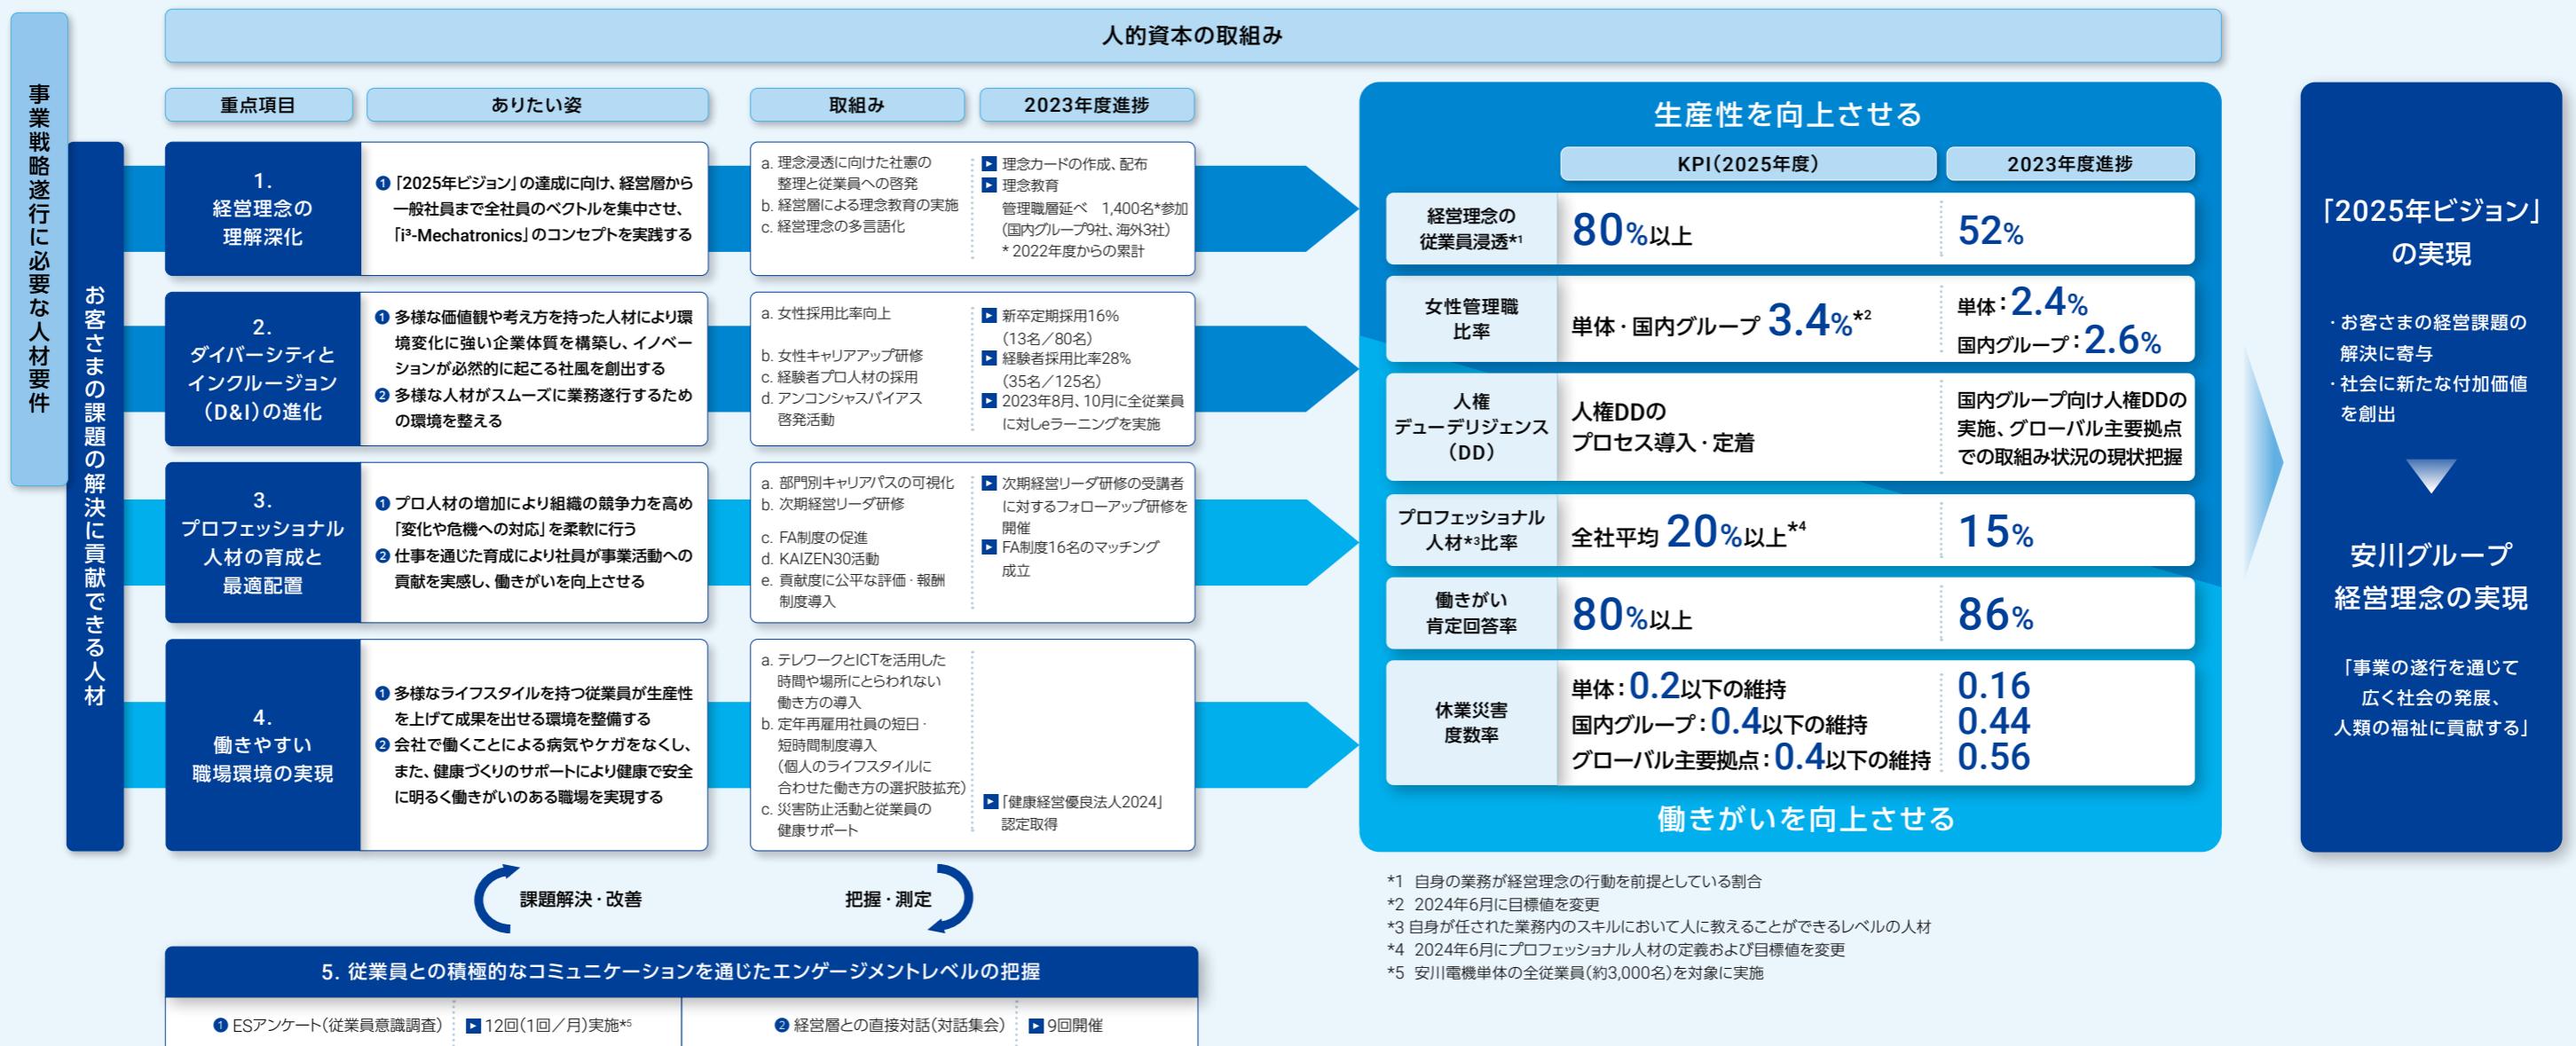 人的資本の取組み
事業戦略遂行に必要な人材要件
お客さまの課題の解決に貢献できる人材
重点項目
ありたい姿
取組み
2023年度進捗
1.
経営理念の
理解深化
❶「2025年ビジョン」の達成に向け、経営層から
一般社員まで全社員のベクトルを集中させ、
「i³-Mechatronics」のコンセプトを実践する
a. 理念浸透に向けた社憲の
整理と従業員への啓発
b. 経営層による理念教育の実施
c. 経営理念の多言語化
理念カードの作成、配布
理念教育
管理職層延べ 1,400名*参加
(国内グループ9社、海外3社)
* 2022年度からの累計
2.
ダイバーシティと
インクルージョン
(D&I)の進化
❶ 多様な価値観や考え方を持った人材により環
境変化に強い企業体質を構築し、イノベー
ションが必然的に起こる社風を創出する
❷ 多様な人材がスムーズに業務遂行するため
の環境を整える
a. 女性採用比率向上
b. 女性キャリアアップ研修
c. 経験者プロ人材の採用
d. アンコンシャスバイアス
啓発活動
新卒定期採用16%
(13名/80名)
経験者採用比率28%
(35名/125名)
2023年8月、10月に全従業員
に対しeラーニングを実施
3.
プロフェッショナル
人材の育成と
最適配置
❶ プロ人材の増加により組織の競争力を高め
「変化や危機への対応」を柔軟に行う
❷ 仕事を通じた育成により社員が事業活動への
貢献を実感し、働きがいを向上させる
a. 部門別キャリアパスの可視化
b. 次期経営リーダ研修
c. FA制度の促進
d. KAIZEN30活動
e. 貢献度に公平な評価・報酬
制度導入
次期経営リーダ研修の受講者
に対するフォローアップ研修を
開催
FA制度16名のマッチング
成立
4.
働きやすい
職場環境の実現
❶ 多様なライフスタイルを持つ従業員が生産性
を上げて成果を出せる環境を整備する
❷ 会社で働くことによる病気やケガをなくし、
また、健康づくりのサポートにより健康で安全
に明るく働きがいのある職場を実現する
a. テレワークとICTを活用した
時間や場所にとらわれない
働き方の導入
b. 定年再雇用社員の短日・
短時間制度導入
(個人のライフスタイルに
合わせた働き方の選択肢拡充)
c. 災害防止活動と従業員の
健康サポート
「健康経営優良法人2024」
認定取得
課題解決・改善
把握・測定
5. 従業員との積極的なコミュニケーションを通じたエンゲージメントレベルの把握
❶ ESアンケート(従業員意識調査)
12回(1回/月)実施*5
❷ 経営層との直接対話(対話集会)
9回開催
生産性を向上させる
KPI(2025年度)
2023年度進捗
経営理念の
従業員浸透*1
80%以上
52%
女性管理職
比率
単体・国内グループ 3.4%*2
単体:2.4%
国内グループ:2.6%
人権
デューデリジェンス
(DD)
人権DDの
プロセス導入・定着
国内グループ向け人権DDの
実施、グローバル主要拠点
での取組み状況の現状把握
プロフェッショナル
人材*3比率
全社平均 20%以上*4
15%
働きがい
肯定回答率
80%以上
86%
休業災害
度数率
単体:0.2以下の維持
国内グループ:0.4以下の維持
グローバル主要拠点:0.4以下の維持
0.16
0.44
0.56
働きがいを向上させる
*1 自身の業務が経営理念の行動を前提としている割合
*2 2024年6月に目標値を変更
*3 自身が任された業務内のスキルにおいて人に教えることができるレベルの人材
*4 2024年6月にプロフェッショナル人材の定義および目標値を変更
*5 安川電機単体の全従業員(約3,000名)を対象に実施
「2025年ビジョン」
の実現
・お客さまの経営課題の
解決に寄与
・社会に新たな付加価値
を創出
安川グループ
経営理念の実現
「事業の遂行を通じて
広く社会の発展、
人類の福祉に貢献する」